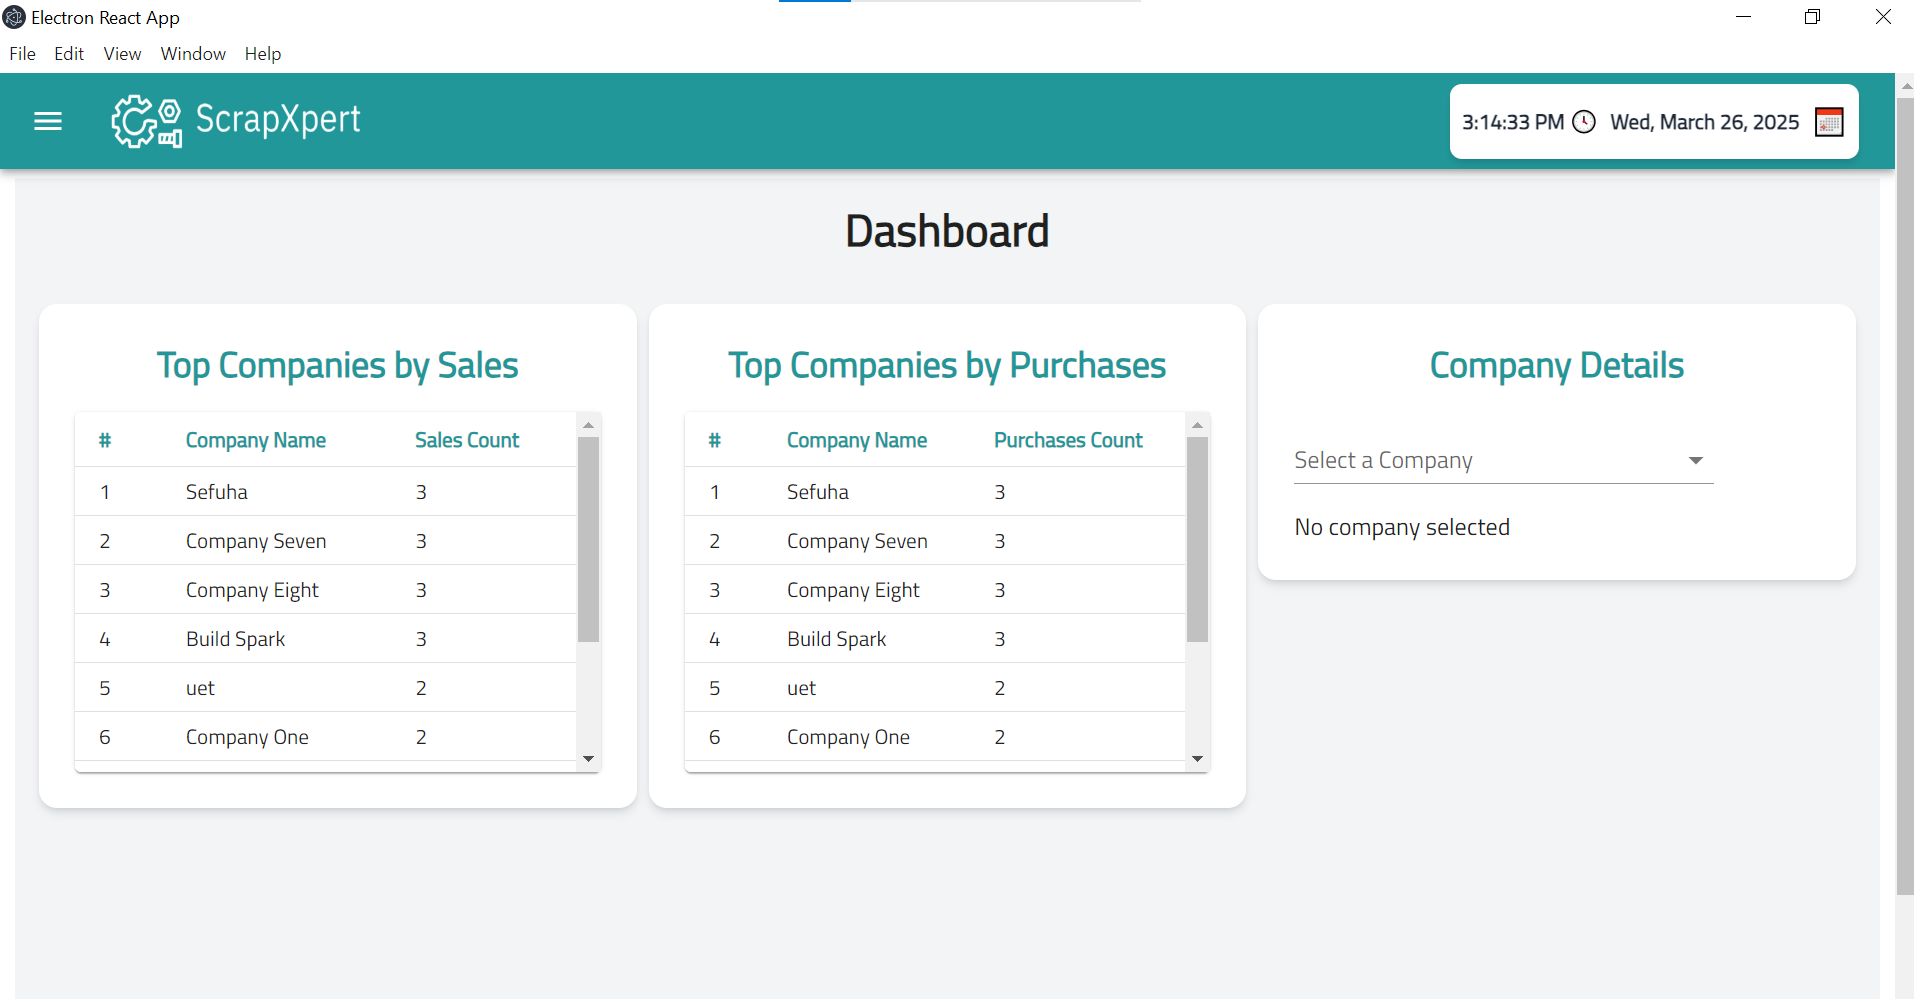 Electron React App
File Edit View Window Help
ScrapXpert
3:14:33 PM Wed, March 26, 2025
Dashboard
Top Companies by Sales
# Company Name Sales Count
1 Sefuha 3
2 Company Seven 3
3 Company Eight 3
4 Build Spark 3
5 uet 2
6 Company One 2
Top Companies by Purchases
# Company Name Purchases Count
1 Sefuha 3
2 Company Seven 3
3 Company Eight 3
4 Build Spark 3
5 uet 2
6 Company One 2
Company Details
Select a Company
No company selected